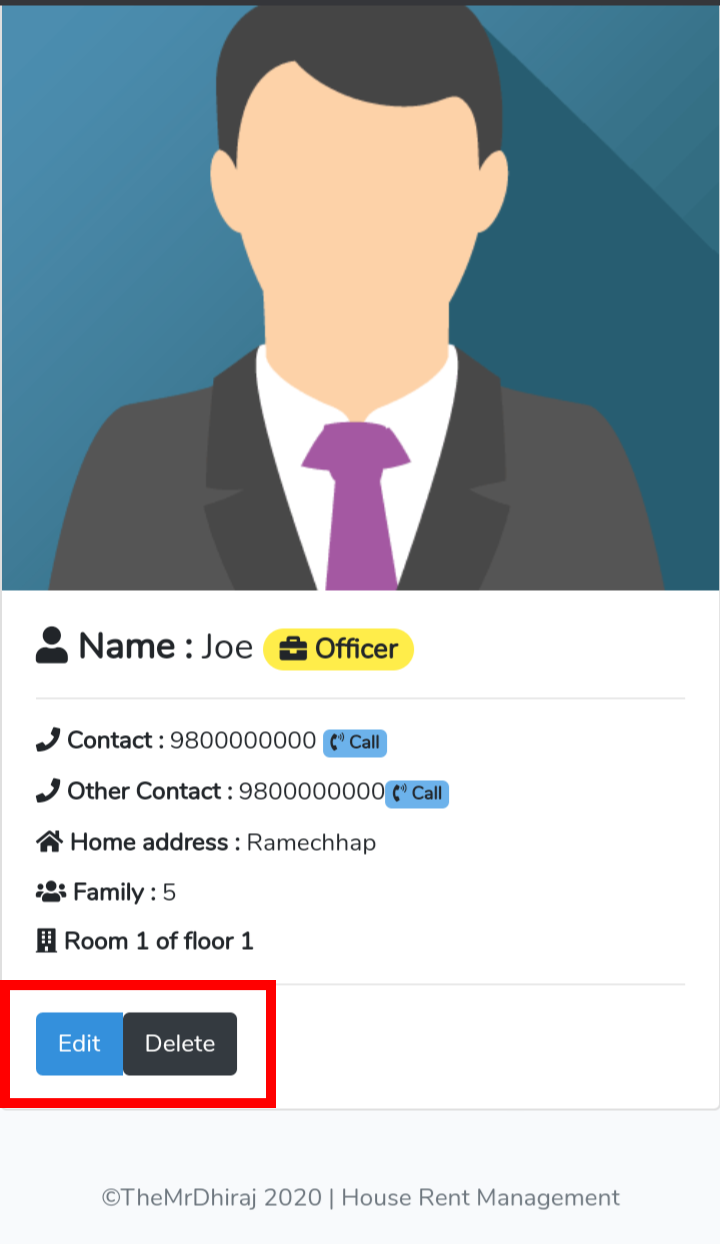 Name : Joe Officer
Contact : 9800000000 Call
Other Contact : 9800000000 Call
Home address : Ramechhap
Family : 5
Room 1 of floor 1
Edit Delete
©TheMrDhiraj 2020 | House Rent Management